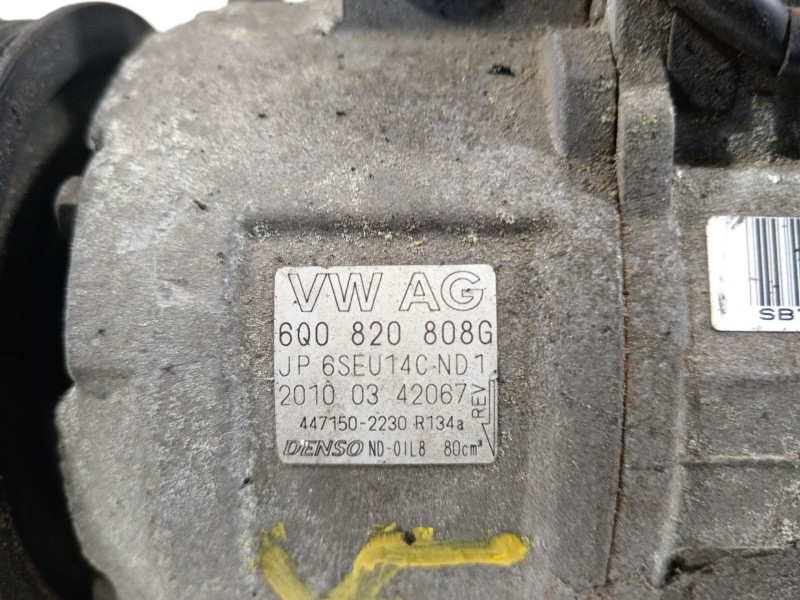 VW AG
6Q0 820 808G
JP 6SEU14C-ND1
2010 03 42067
REV
447150-2230 R134a
DENSO ND-OIL8 80cm³